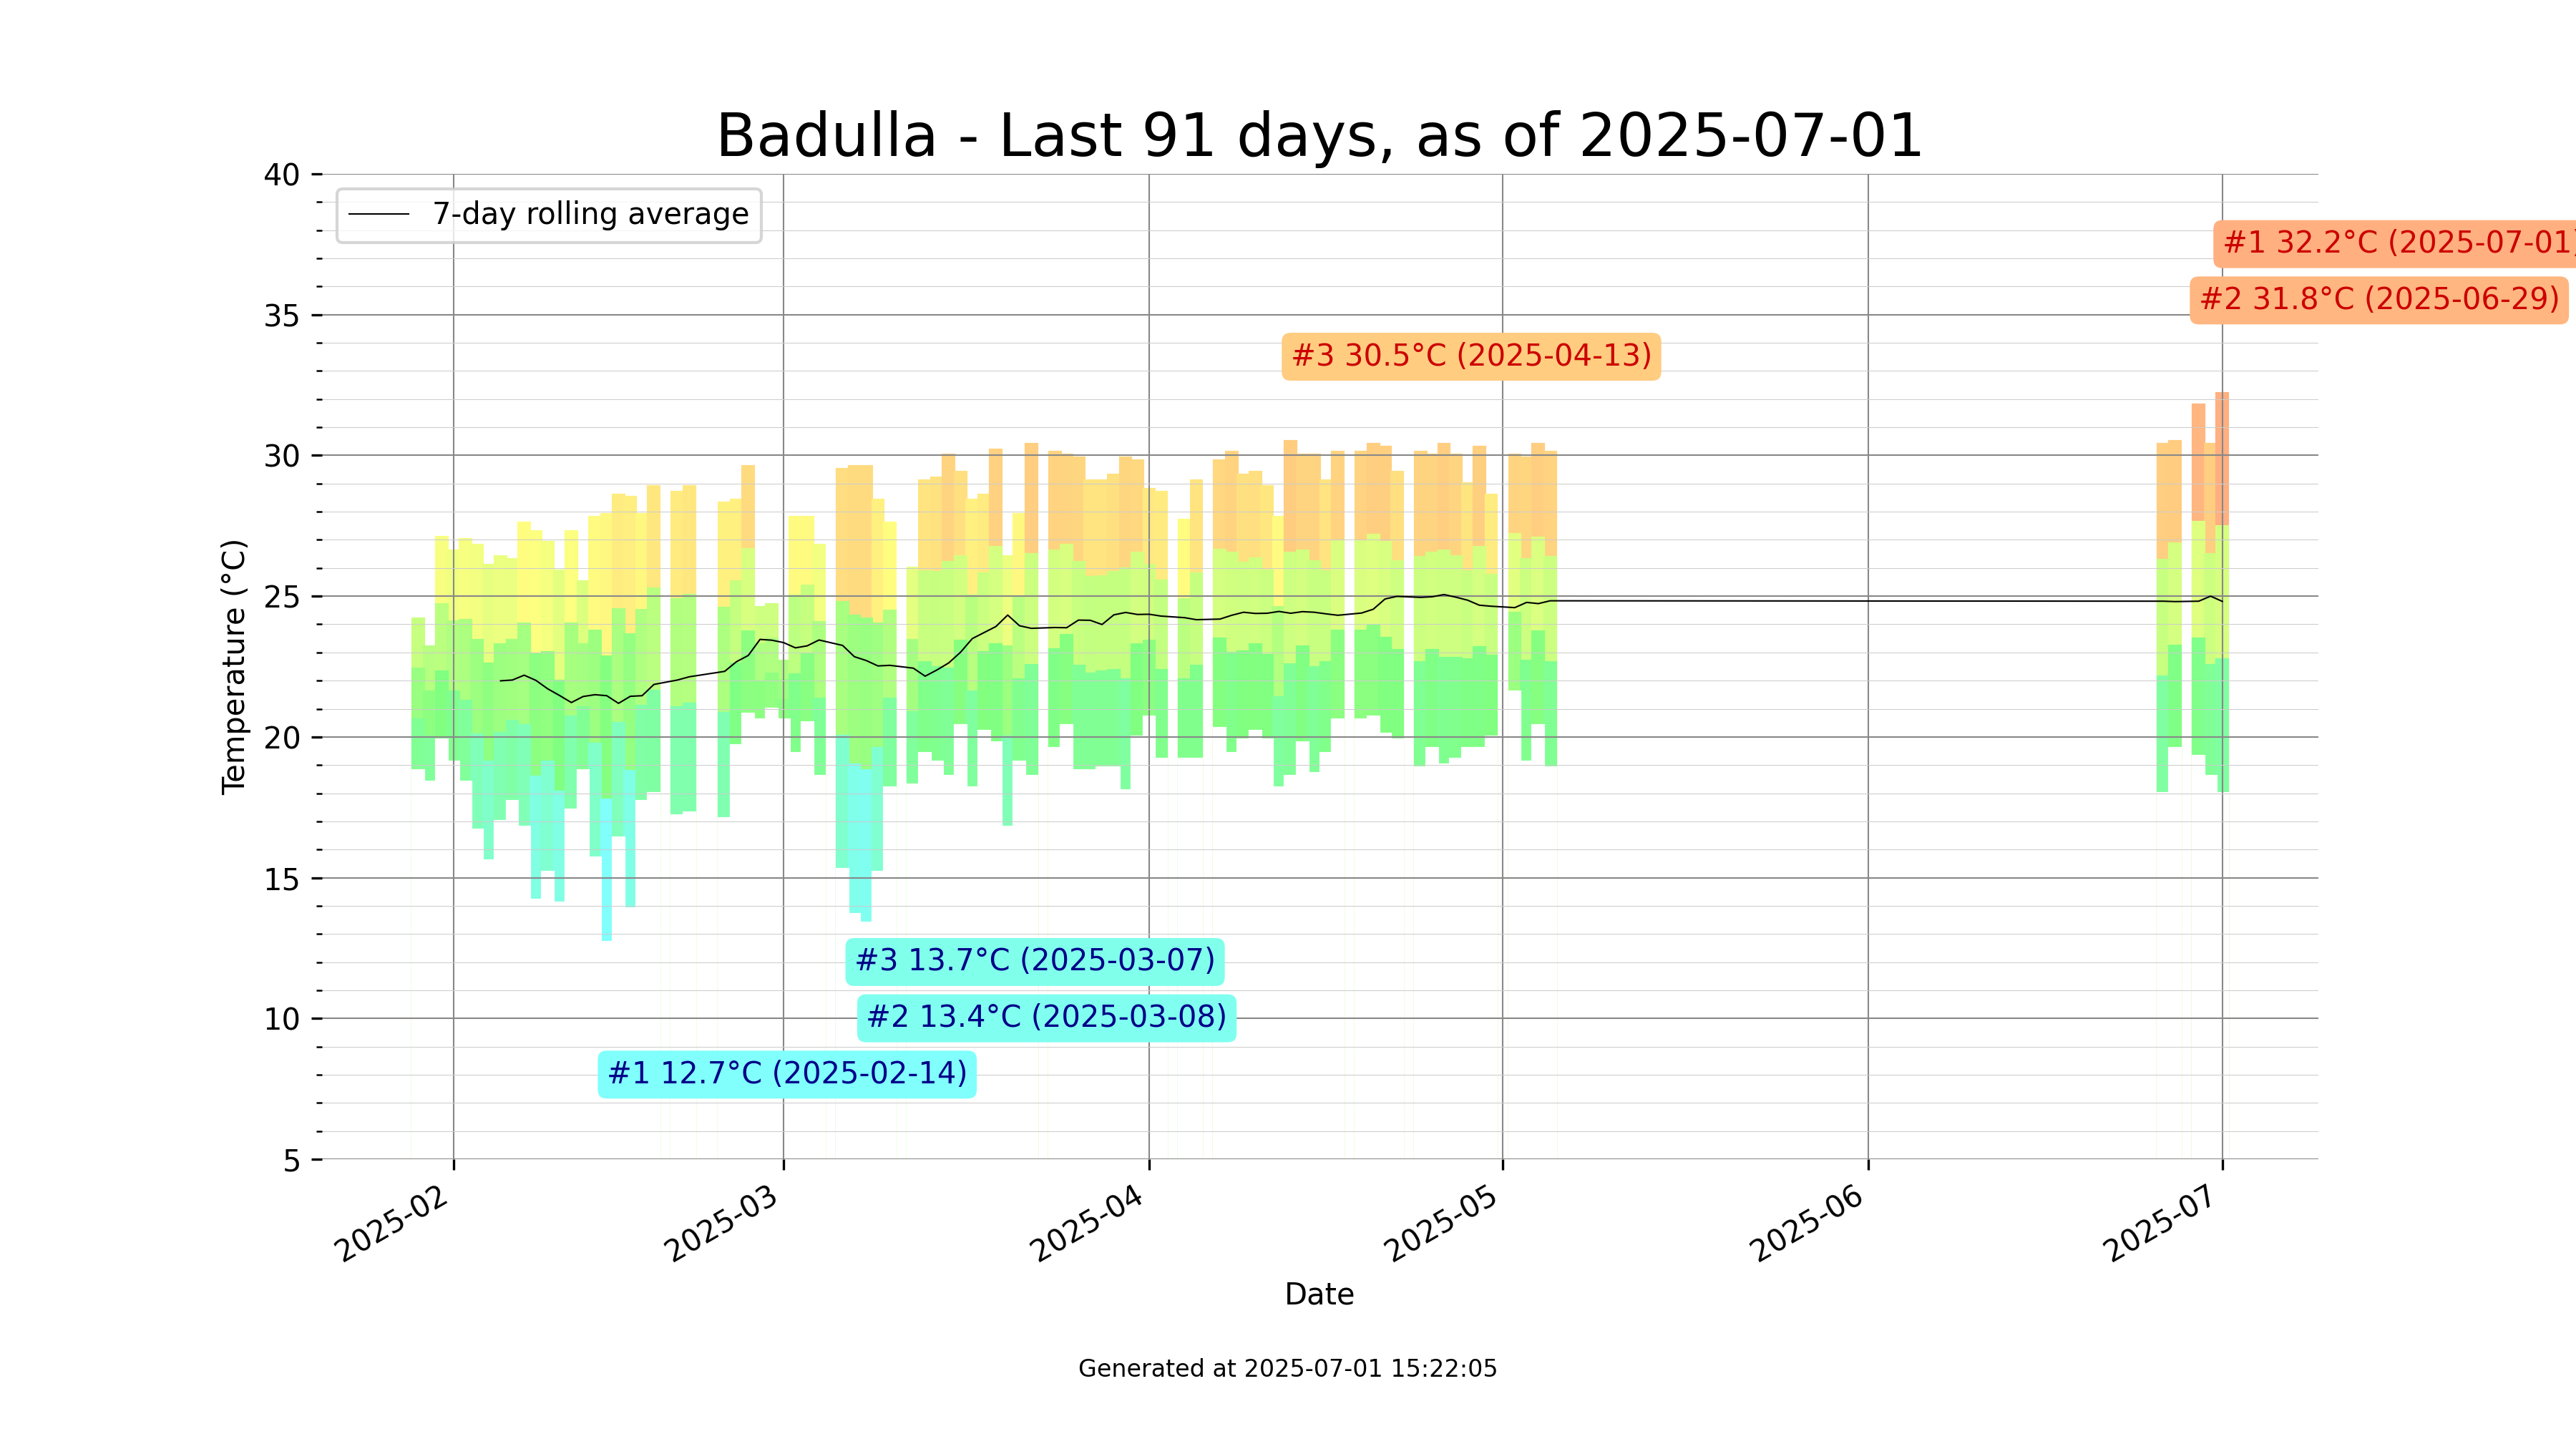 Badulla - Last 91 days, as of 2025-07-01
40
35
30
25
20
15
10
5
Temperature (°C)
7-day rolling average
#1 32.2°C (2025-07-01)
#2 31.8°C (2025-06-29)
#3 30.5°C (2025-04-13)
#3 13.7°C (2025-03-07)
#2 13.4°C (2025-03-08)
#1 12.7°C (2025-02-14)
2025-02
2025-03
2025-04
2025-05
2025-06
2025-07
Date
Generated at 2025-07-01 15:22:05